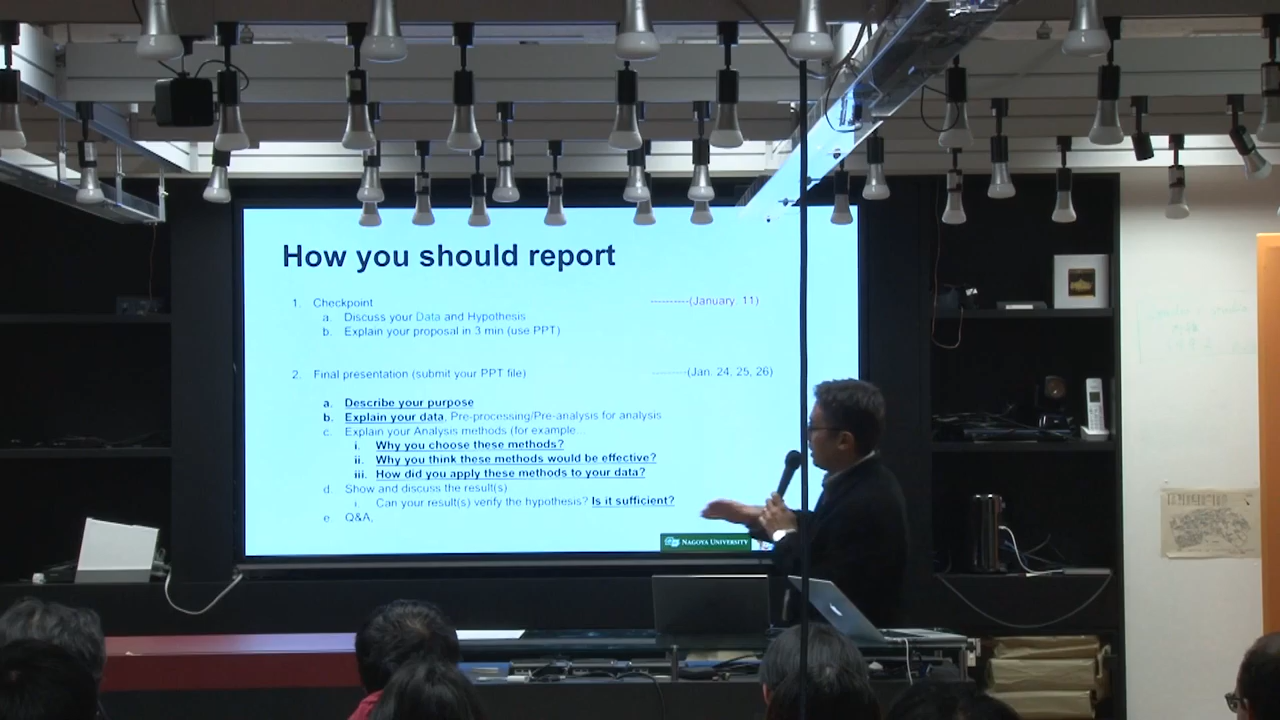 How you should report
1. Checkpoint ----------(January. 11)
a. Discuss your Data and Hypothesis
b. Explain your proposal in 3 min (use PPT)
2. Final presentation (submit your PPT file) ---------(Jan. 24, 25, 26)
a. Describe your purpose
b. Explain your data, Pre-processing/Pre-analysis for analysis
c. Explain your Analysis methods (for example...
i. Why you choose these methods?
ii. Why you think these methods would be effective?
iii. How did you apply these methods to your data?
d. Show and discuss the result(s)
i. Can your result(s) verify the hypothesis? Is it sufficient?
e Q&A,
NAGOYA UNIVERSITY